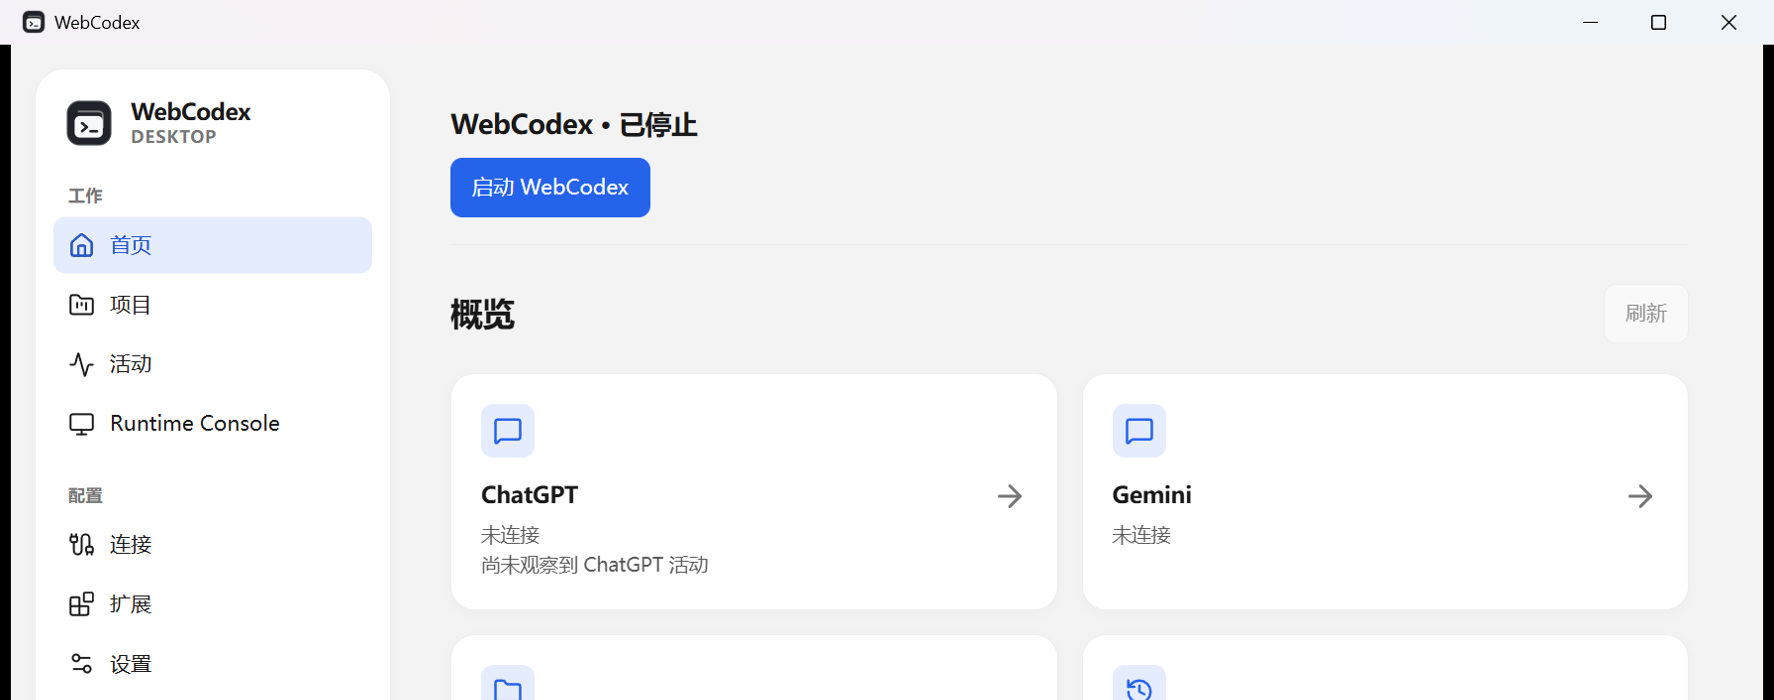 WebCodex
WebCodex
DESKTOP
工作
首页
项目
活动
Runtime Console
配置
连接
扩展
设置
WebCodex • 已停止
启动 WebCodex
概览
刷新
ChatGPT
未连接
尚未观察到 ChatGPT 活动
Gemini
未连接